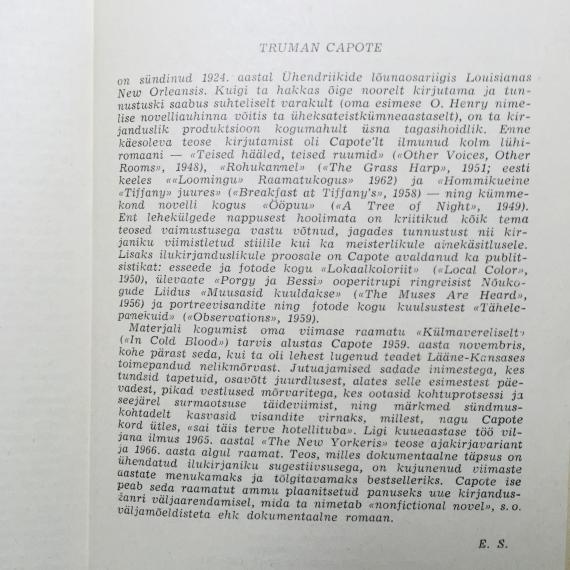 TRUMAN CAPOTE
on sündinud 1924. aastal Ühendriikide lõunaosariigis Louisianas
New Orleansis. Kuigi ta hakkas õige noorelt kirjutama ja tun-
nustuski saabus suhteliselt varakult (oma esimese O. Henry nime-
lise novelliauhinna võitis ta üheksateistkümneaastaselt), on ta kir-
janduslik produktsioon kogumahult üsna tagasihoidlik. Enne
käesoleva teose kirjutamist oli Capote'lt ilmunud kolm lühi-
romaani — «Teised hääled, teised ruumid» («Other Voices, Other
Rooms», 1948), «Rohukannel» («The Grass Harp», 1951; eesti
keeles ««Loomingu» Raamatukogus» 1962) ja «Hommikueine
«Tiffany» juures» («Breakfast at Tiffany's», 1958) — ning kümme-
kond novelli kogus «Ööpuu» («A Tree of Night», 1949).
Ent lehekülgede nappusest hoolimata on kriitikud kõik tema
teosed vaimustusega vastu võtnud, jagades tunnustust nii kir-
janiku viimistletud stiilile kui ka meisterlikule ainekäsitlusele.
Lisaks ilukirjanduslikule proosale on Capote avaldanud ka publit-
sistikat: esseede ja fotode kogu «Lokaalkoloriit» («Local Color»,
1950), ülevaate «Porgy ja Bessi» ooperitrupi ringreisist Nõuko-
gude Liidus «Muusasid kuuldakse» («The Muses Are Heard»,
1956) ja portreevisandite ning fotode kogu kuulsustest «Tähele-
panekuid» («Observations», 1959).
Materjali kogumist oma viimase raamatu «Külmavereliselt»
(«In Cold Blood») tarvis alustas Capote 1959. aasta novembris,
kohe pärast seda, kui ta oli lehest lugenud teadet Lääne-Kansases
toimepandud nelikmõrvast. Jutuajamised sadade inimestega, kes
tundsid tapetuid, osavõtt juurdlusest, alates selle esimestest päe-
vadest, pikad vestlused mõrvaritega, kes ootasid kohtuprotsessi ja
seejärel surmaotsuse täideviimist, ning märkmed sündmus-
kohtadelt kasvasid visandite virnaks, millest, nagu Capote
kord ütles, «sai täis terve hotellituba». Ligi kuueaastase töö vil-
jana ilmus 1965. aastal «The New Yorkeris» teose ajakirjavariant
ja 1966. aasta algul raamat. Teos, milles dokumentaalne täpsus on
ühendatud ilukirjaniku sugestiivsusega, on kujunenud viimaste
aastate menukamaks ja tõlgitavamaks bestselleriks. Capote ise
peab seda raamatut ammu plaanitsetud panuseks uue kirjandus-
žanri väljaarendamisel, mida ta nimetab «nonfictional novel», s. o.
väljamõeldisteta ehk dokumentaalne romaan.
E. S.